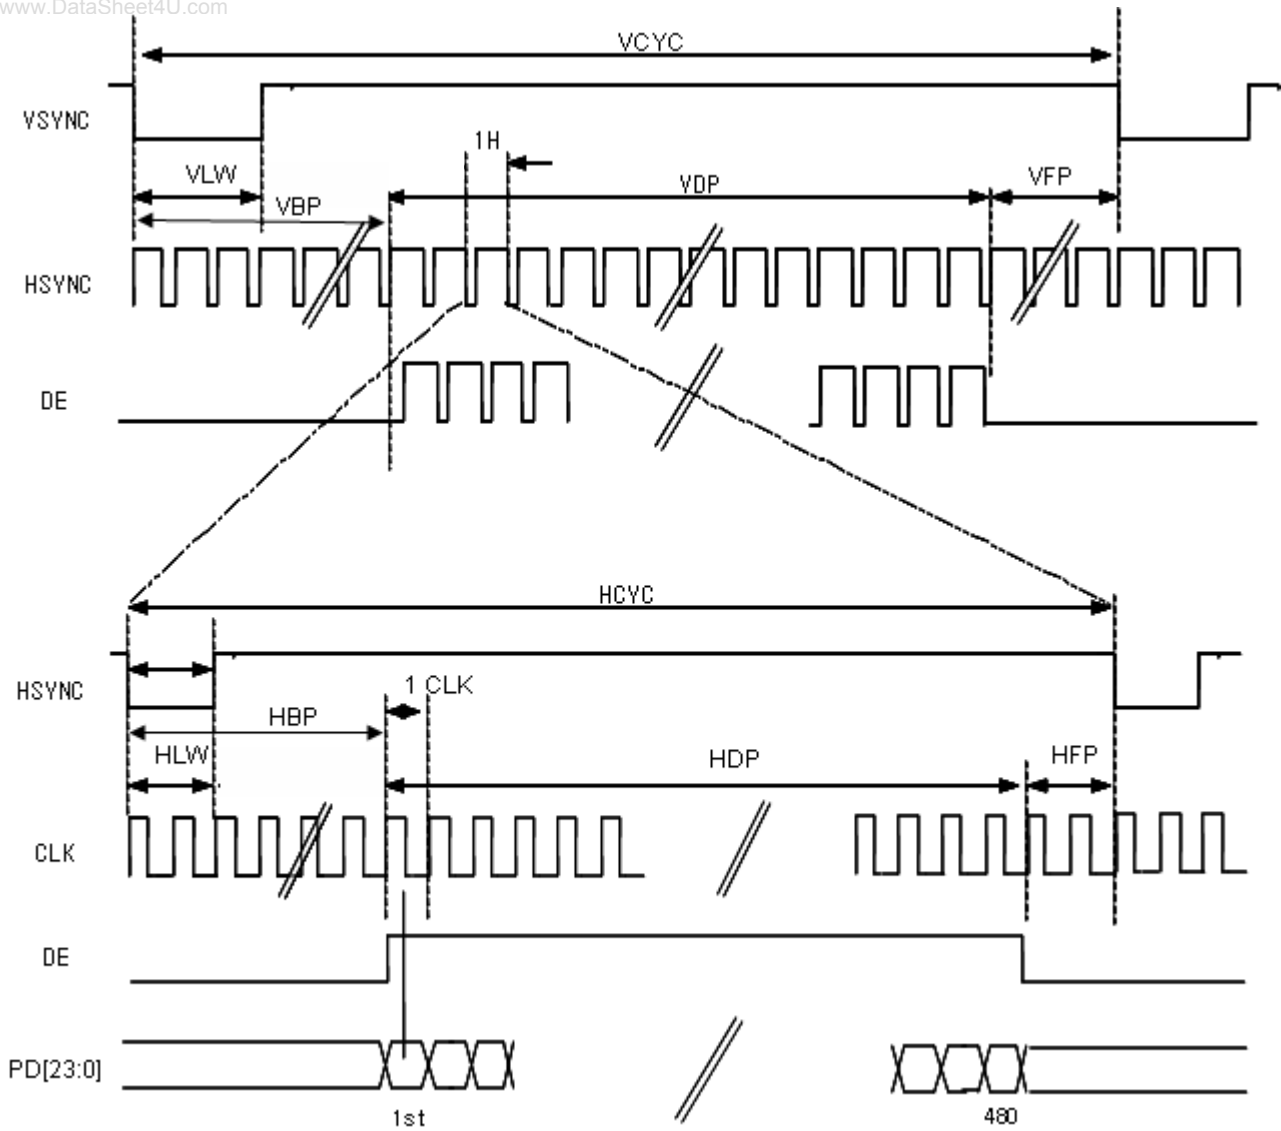 www.DataSheet4U.com
VCYC
VSYNC
1H
VLW
VBP
VDP
VFP
HSYNC
DE
HCYC
HSYNC
1 CLK
HBP
HLW
HDP
HFP
CLK
DE
PD[23:0]
1st
480